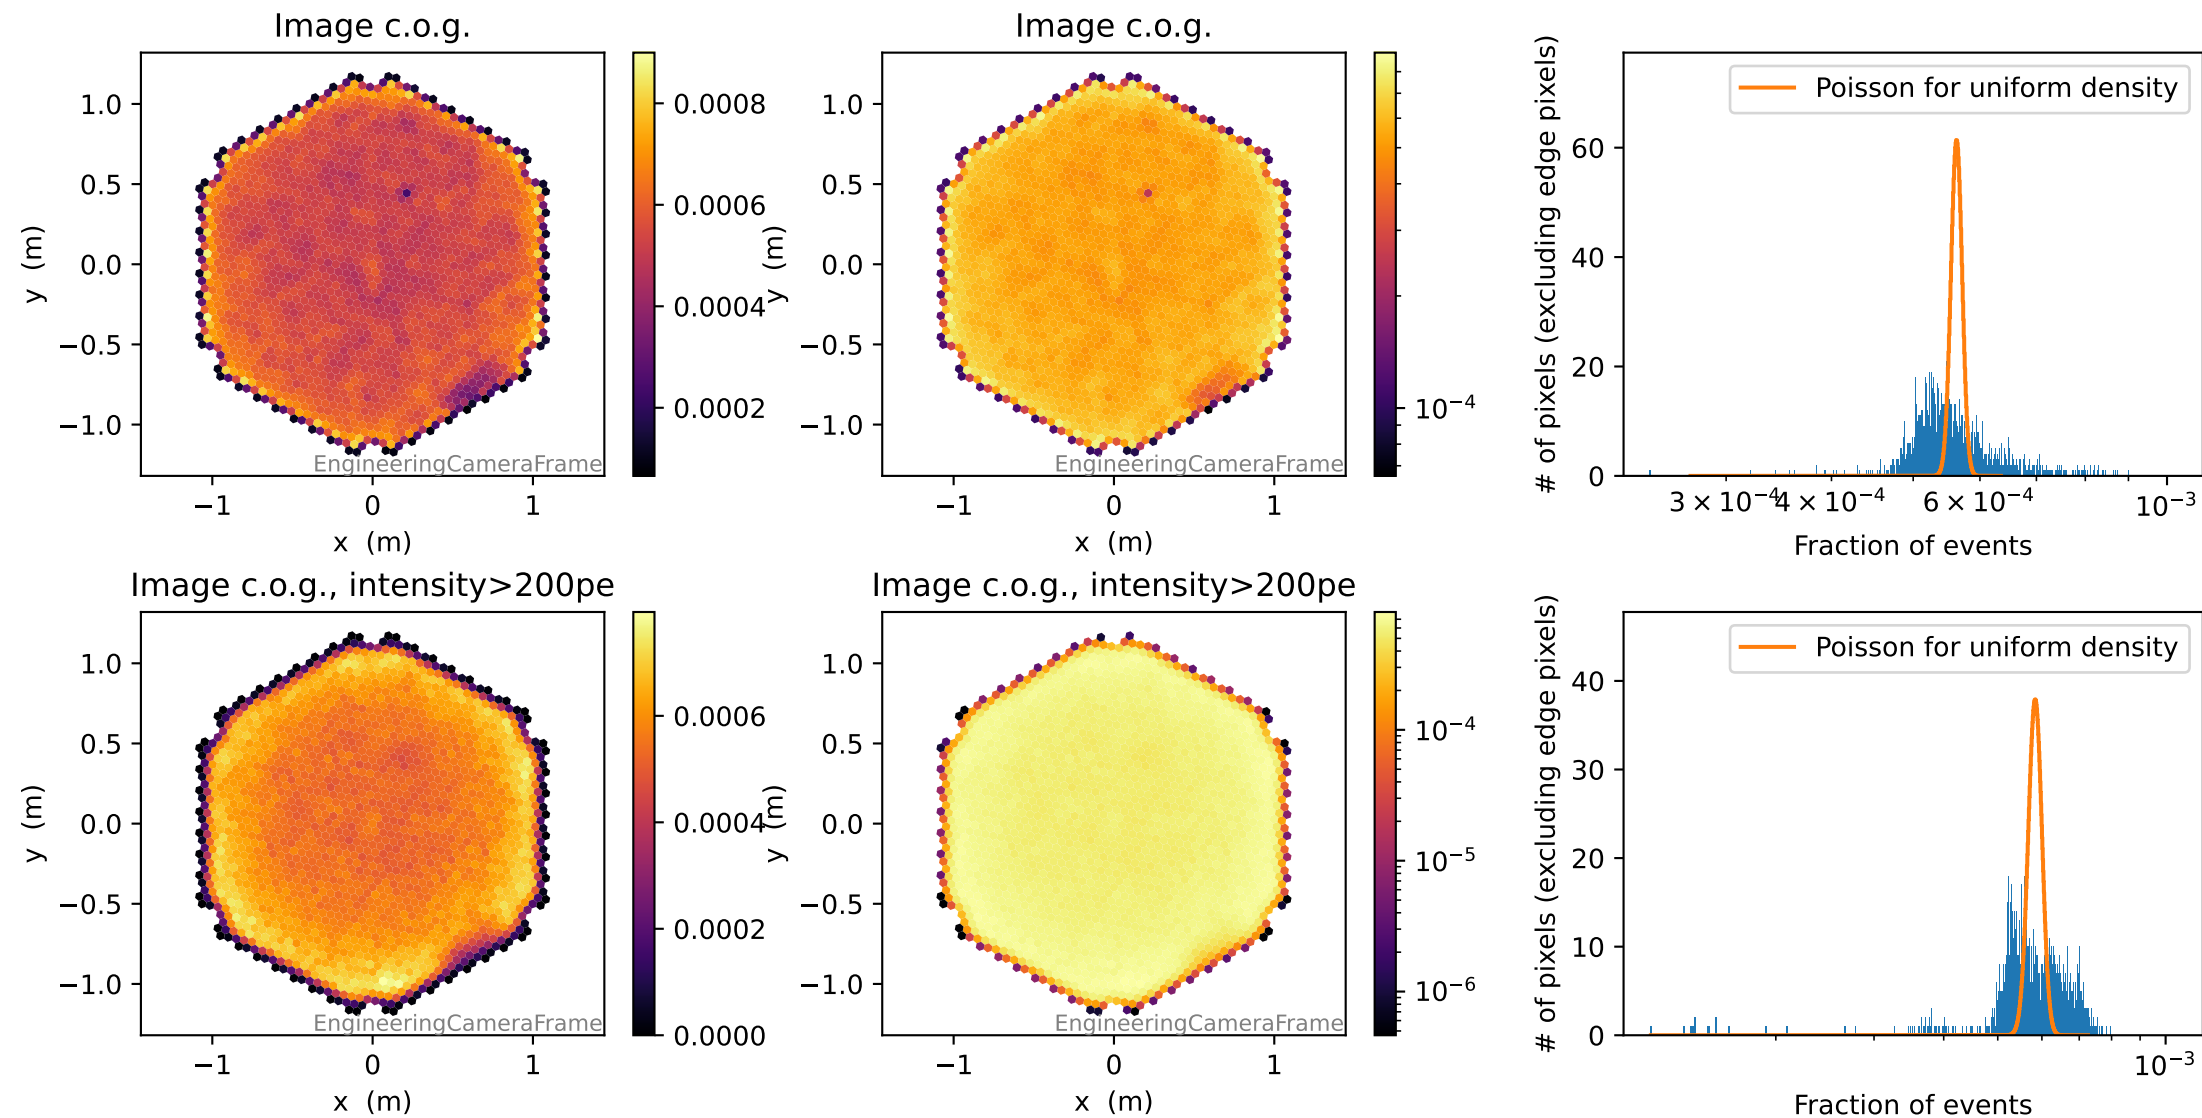 Image c.o.g.
1.0
0.5
0.0
−0.5
−1.0
y (m)
−1
0
1
x (m)
EngineeringCameraFrame
0.0008
0.0006
0.0004
0.0002
Image c.o.g.
1.0
0.5
0.0
−0.5
−1.0
y (m)
−1
0
1
x (m)
EngineeringCameraFrame
10⁻⁴
Poisson for uniform density
60
40
20
0
# of pixels (excluding edge pixels)
3 × 10⁻⁴
4 × 10⁻⁴
6 × 10⁻⁴
10⁻³
Fraction of events
Image c.o.g., intensity>200pe
1.0
0.5
0.0
−0.5
−1.0
y (m)
−1
0
1
x (m)
EngineeringCameraFrame
0.0006
0.0004
0.0002
0.0000
Image c.o.g., intensity>200pe
1.0
0.5
0.0
−0.5
−1.0
y (m)
−1
0
1
x (m)
EngineeringCameraFrame
10⁻⁴
10⁻⁵
10⁻⁶
Poisson for uniform density
40
30
20
10
0
# of pixels (excluding edge pixels)
10⁻³
Fraction of events